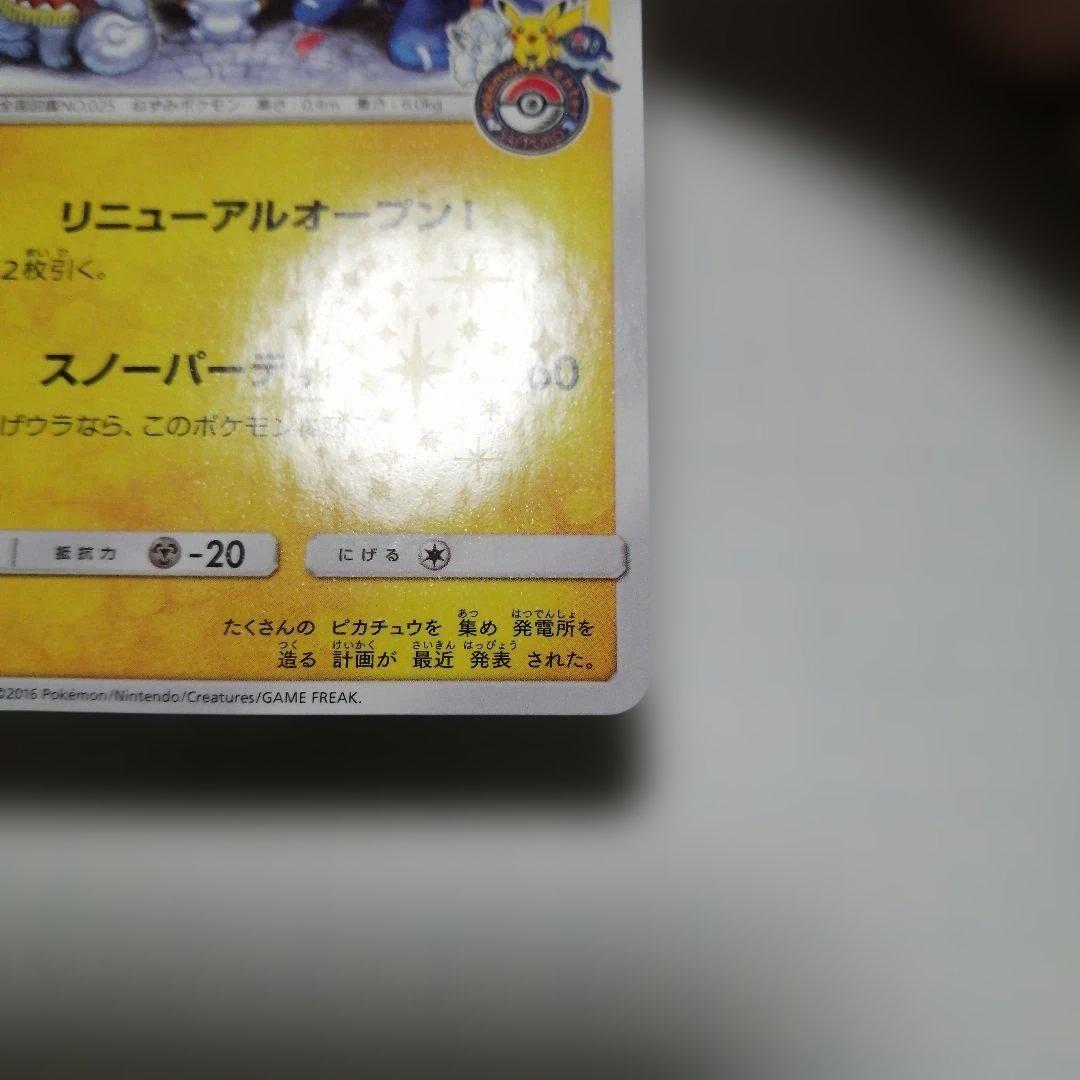 全国図鑑NO.025 ねずみポケモン 高さ:0.4m 重さ:6.0kg
Pokémon Center
SAPPORO
リニューアルオープン!
2枚引く。
スノーパーティ
60
げウラなら、このポケモン
抵抗力 -20 にげる
たくさんの ピカチュウを 集め 発電所を
造る 計画が 最近 発表 された。
©2016 Pokémon/Nintendo/Creatures/GAME FREAK.